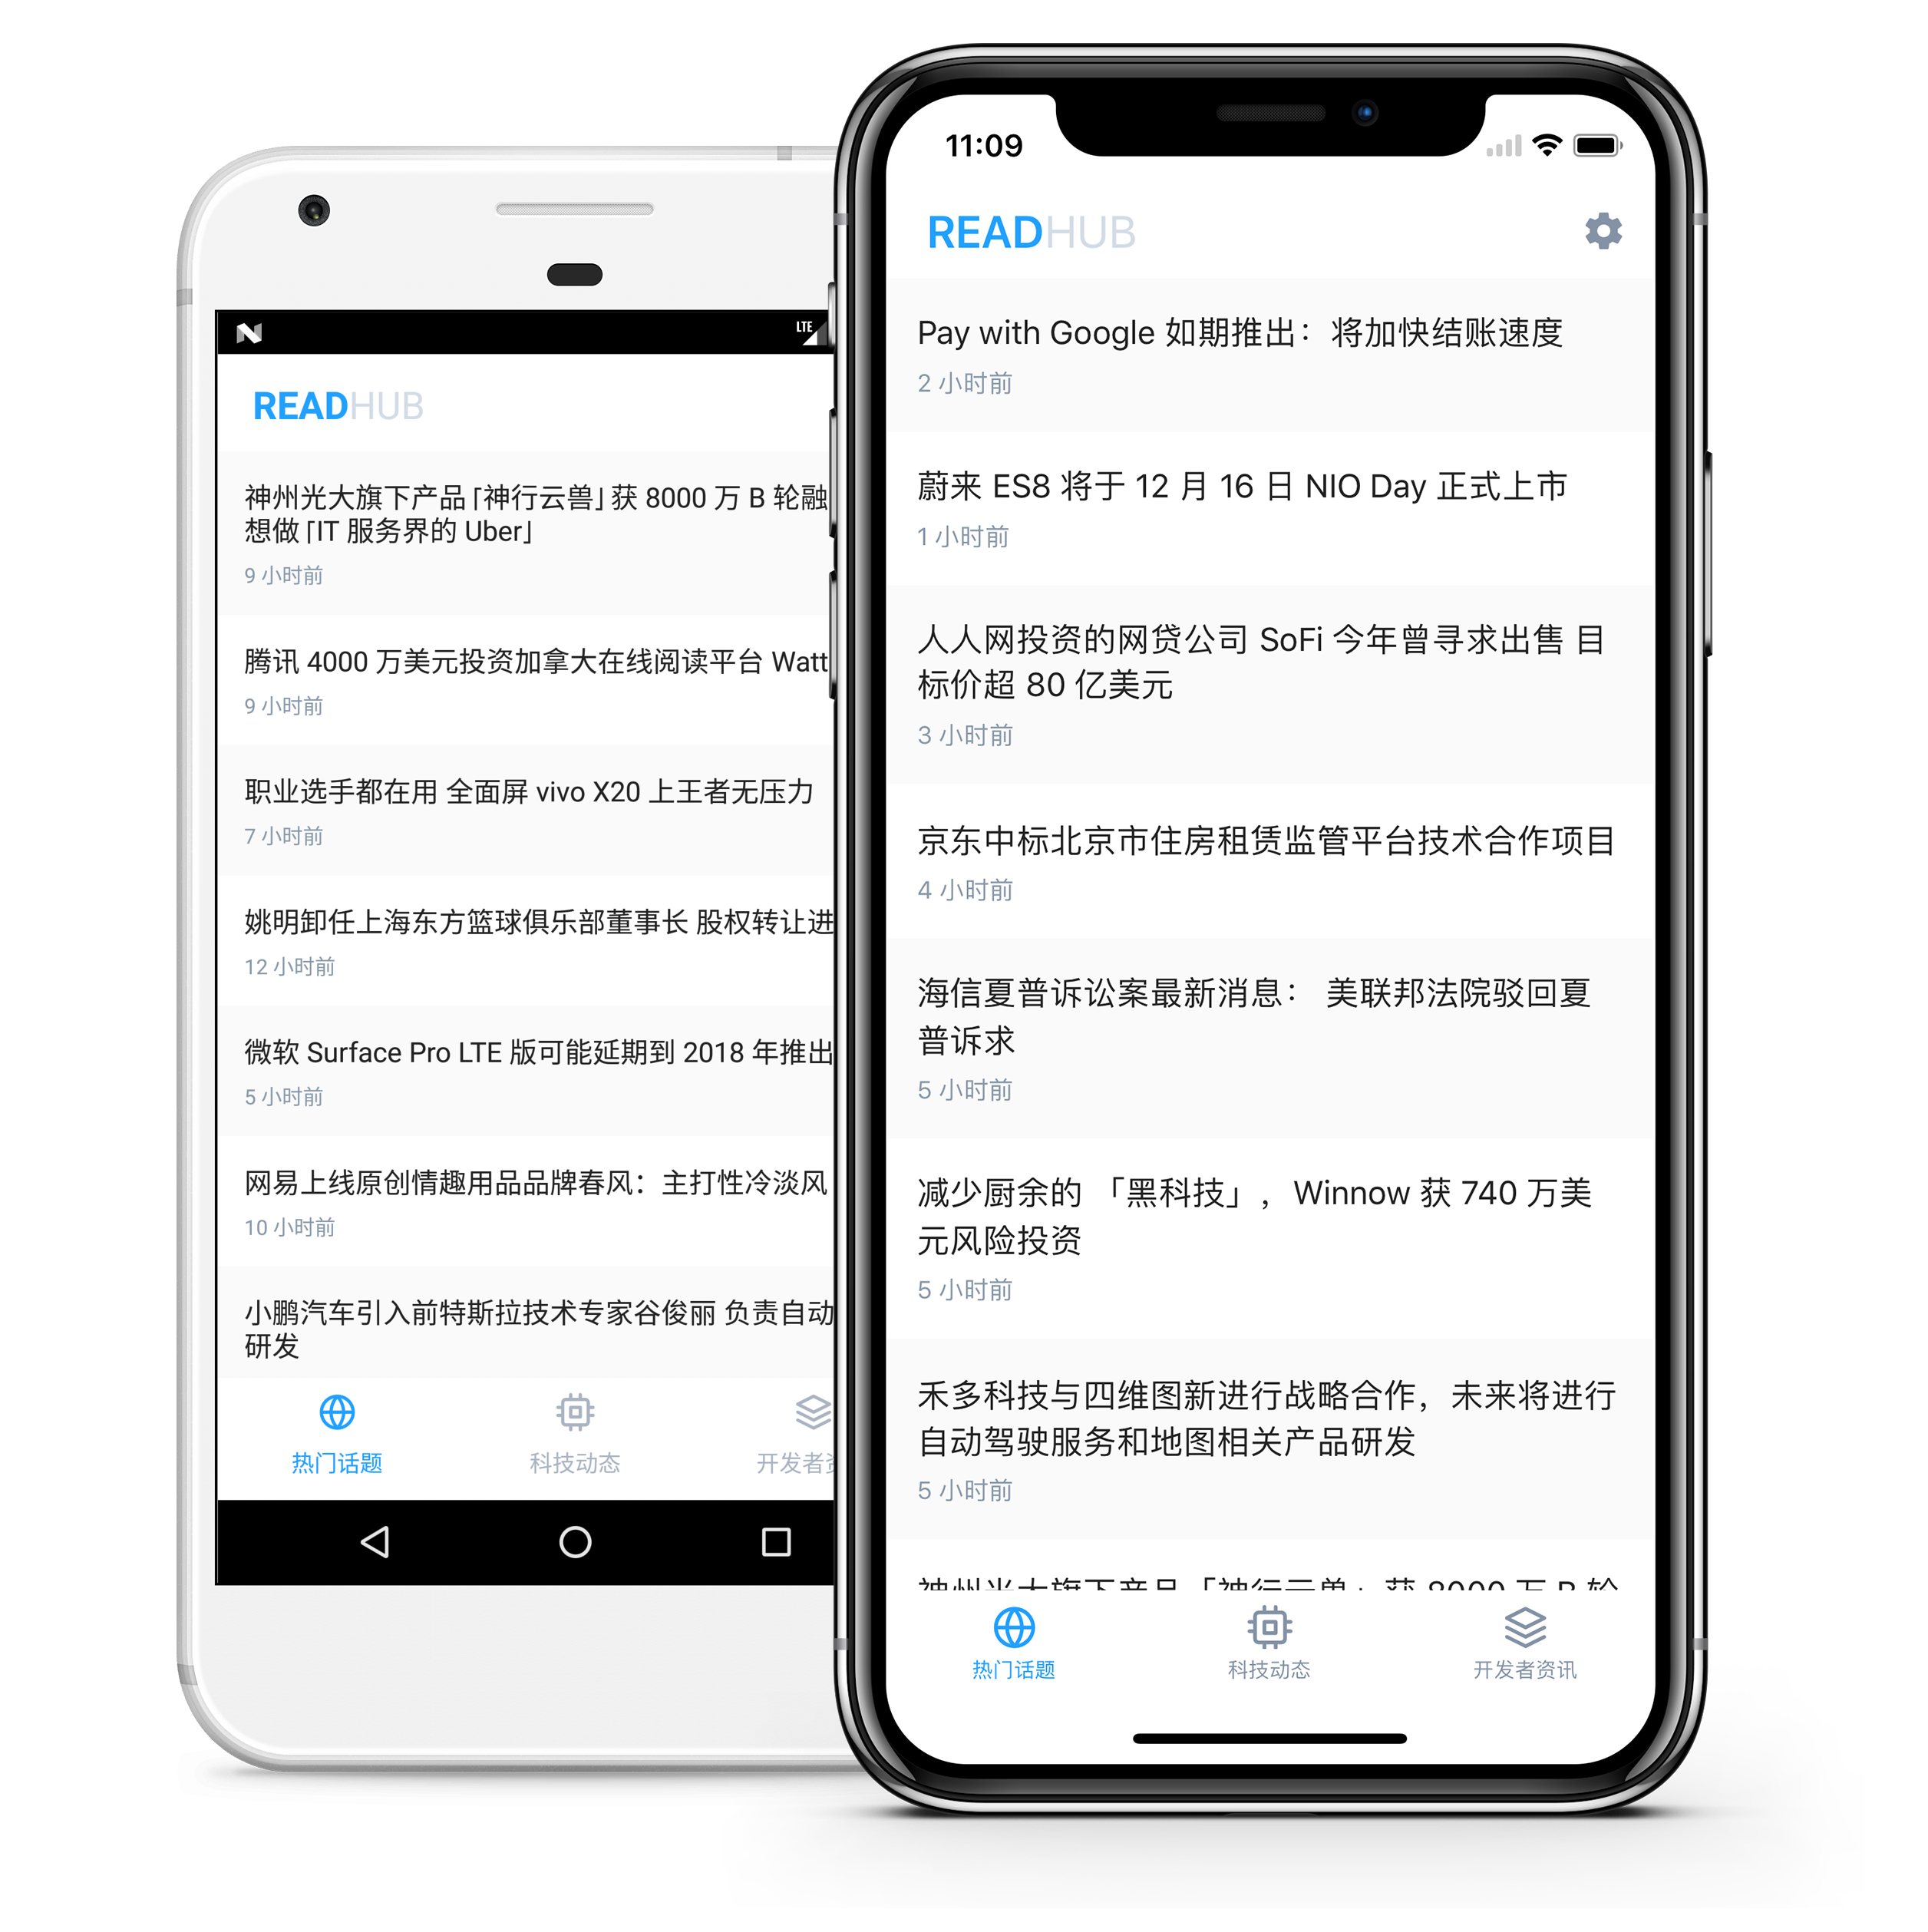 LTE
READHUB
神州光大旗下产品「神行云兽」获 8000 万 B 轮融
想做「IT 服务界的 Uber」
9 小时前
腾讯 4000 万美元投资加拿大在线阅读平台 Watt
9 小时前
职业选手都在用 全面屏 vivo X20 上王者无压力
7 小时前
姚明卸任上海东方篮球俱乐部董事长 股权转让进
12 小时前
微软 Surface Pro LTE 版可能延期到 2018 年推出
5 小时前
网易上线原创情趣用品品牌春风：主打性冷淡风
10 小时前
小鹏汽车引入前特斯拉技术专家谷俊丽 负责自动
研发
热门话题
科技动态
开发者
11:09
READHUB
Pay with Google 如期推出：将加快结账速度
2 小时前
蔚来 ES8 将于 12 月 16 日 NIO Day 正式上市
1 小时前
人人网投资的网贷公司 SoFi 今年曾寻求出售 目
标价超 80 亿美元
3 小时前
京东中标北京市住房租赁监管平台技术合作项目
4 小时前
海信夏普诉讼案最新消息： 美联邦法院驳回夏
普诉求
5 小时前
减少厨余的 「黑科技」，Winnow 获 740 万美
元风险投资
5 小时前
禾多科技与四维图新进行战略合作，未来将进行
自动驾驶服务和地图相关产品研发
5 小时前
神州光大旗下产品「神行云兽」获 8000 万 B 轮
热门话题
科技动态
开发者资讯